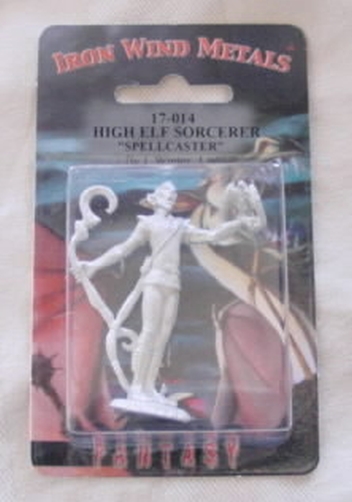 IRON WIND METALS
17-014
HIGH ELF SORCERER
"SPELLCASTER"
FANTASY